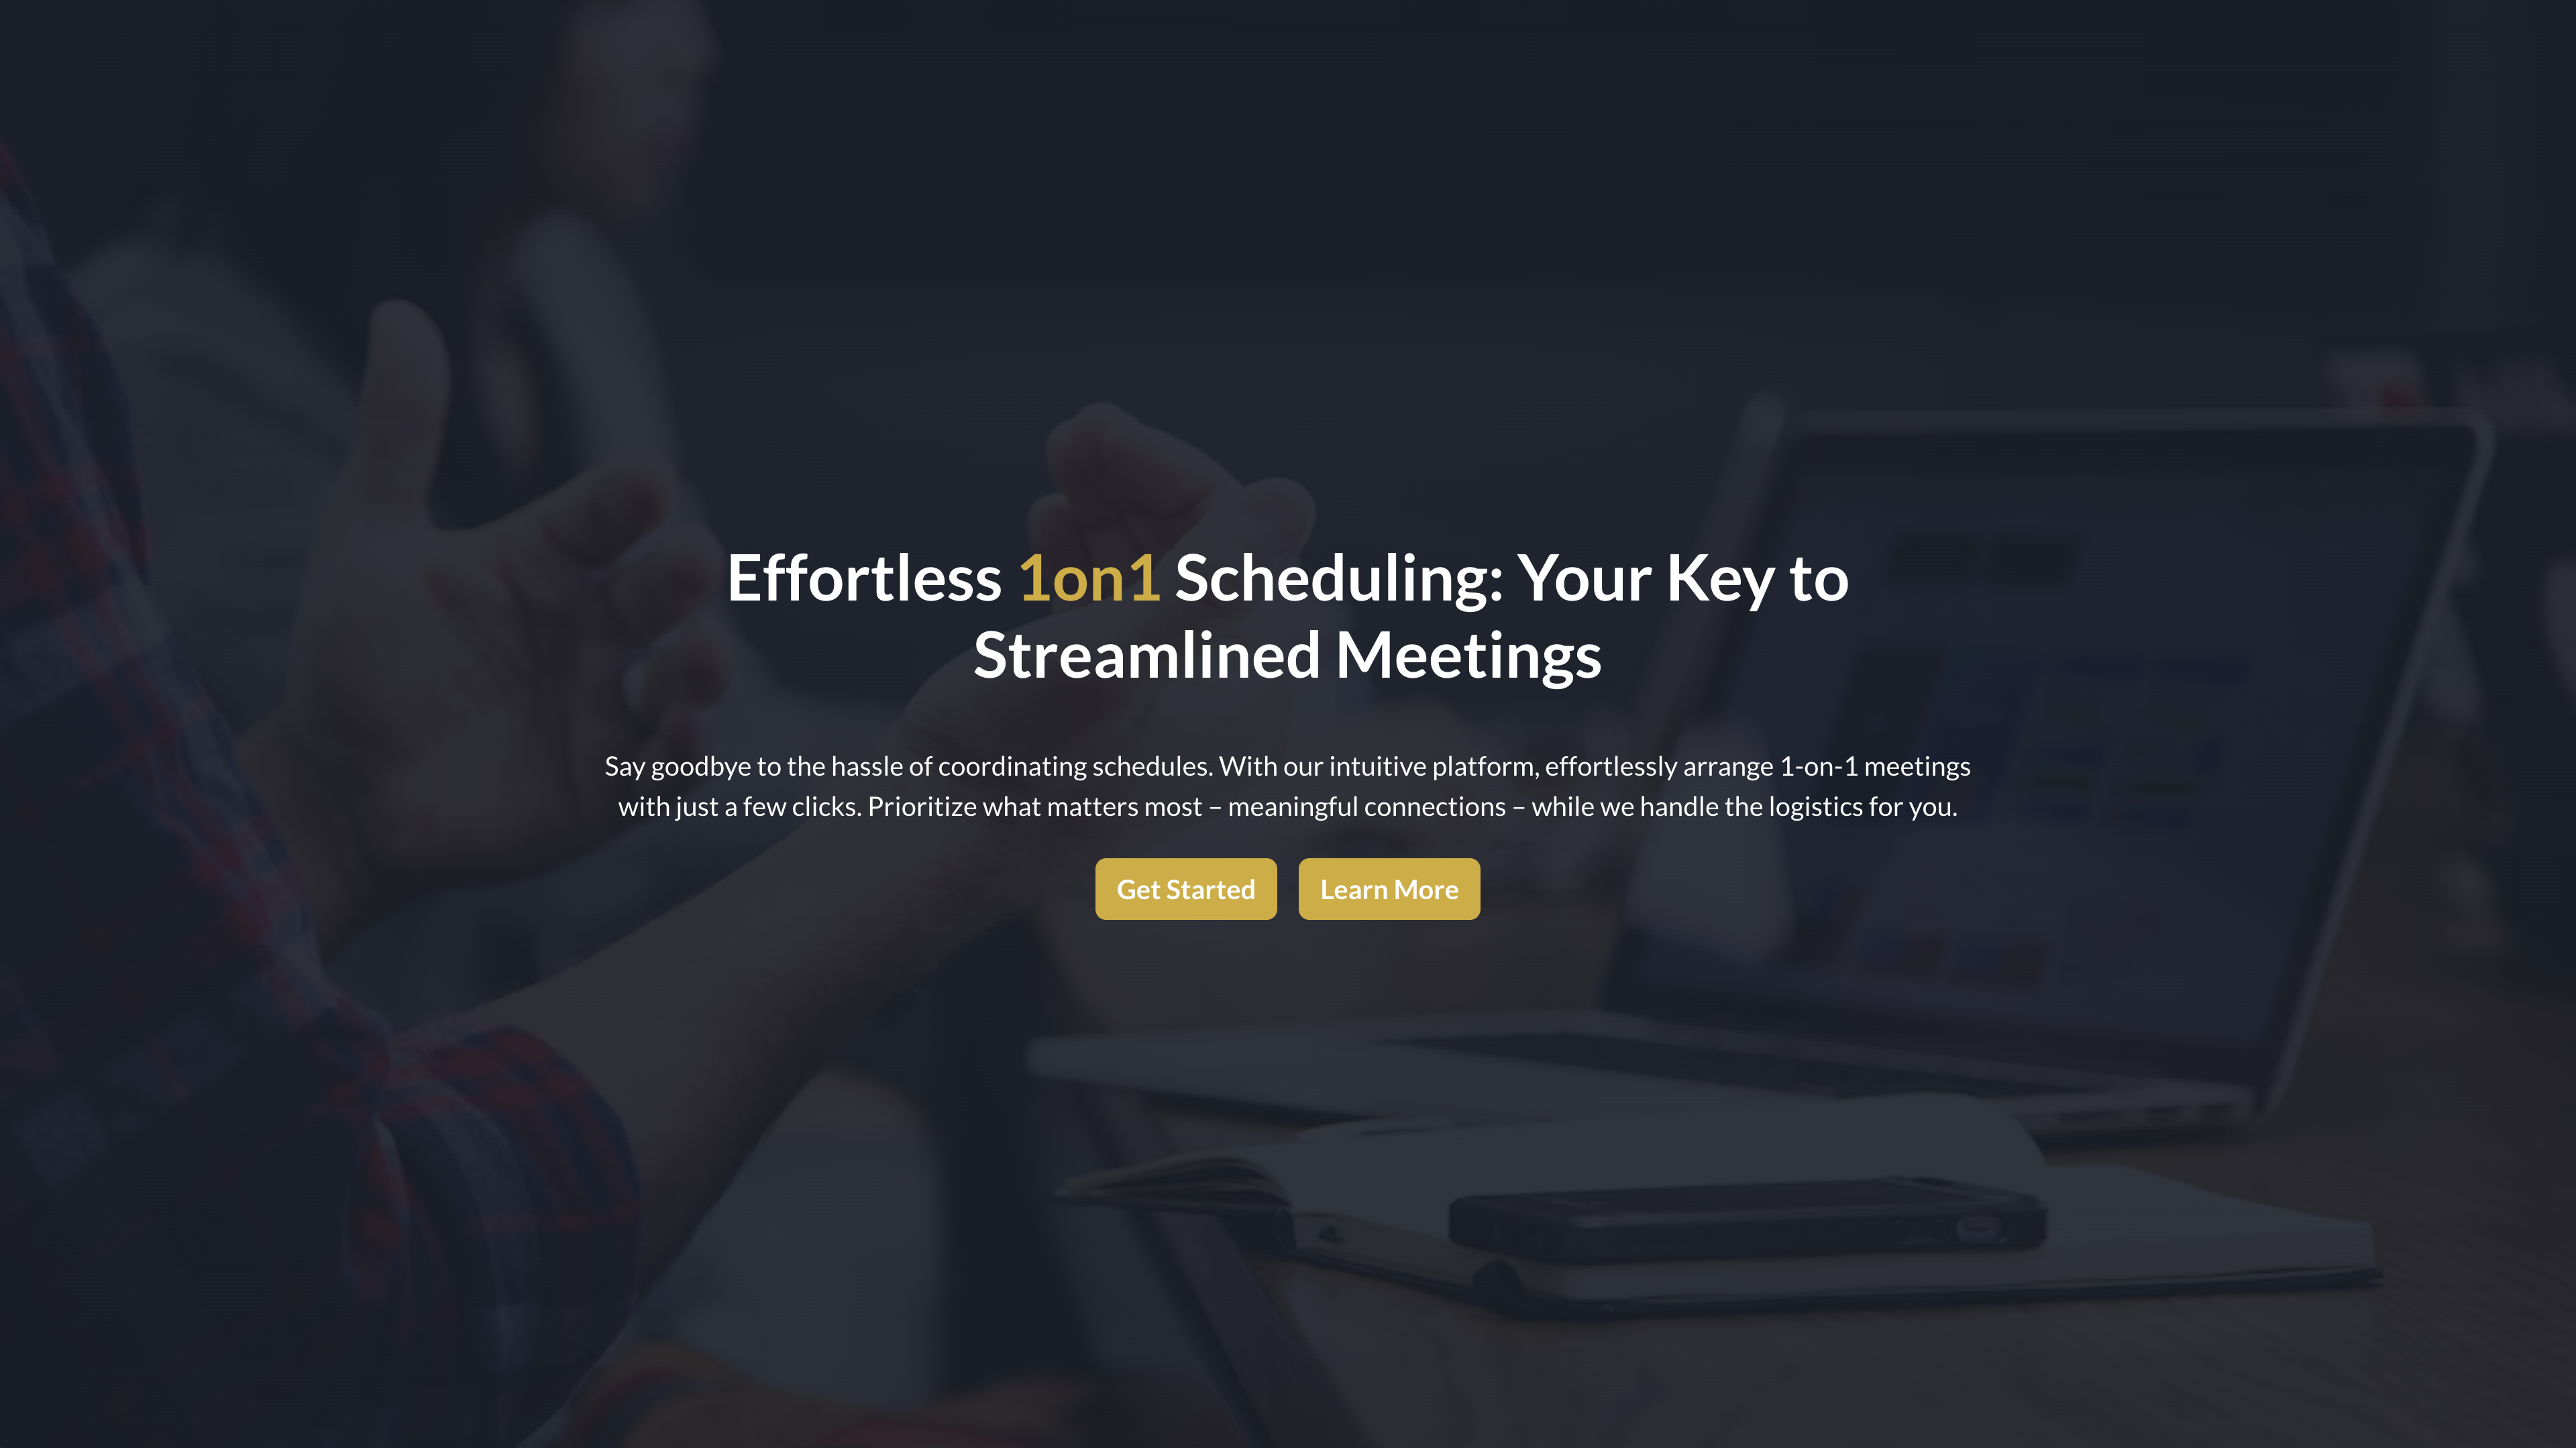 Effortless 1on1 Scheduling: Your Key to
Streamlined Meetings
Say goodbye to the hassle of coordinating schedules. With our intuitive platform, effortlessly arrange 1-on-1 meetings
with just a few clicks. Prioritize what matters most – meaningful connections – while we handle the logistics for you.
Get Started
Learn More